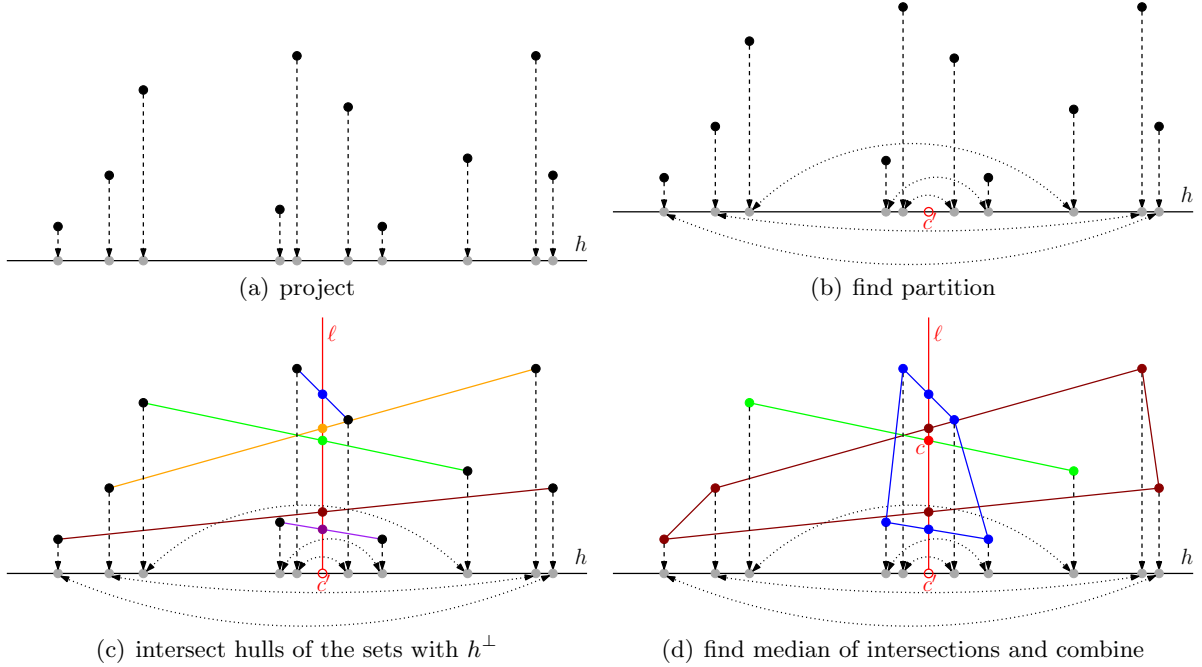 h
(a) project
h
c′
(b) find partition
ℓ
h
c′
(c) intersect hulls of the sets with h⊥
ℓ
c
h
c′
(d) find median of intersections and combine